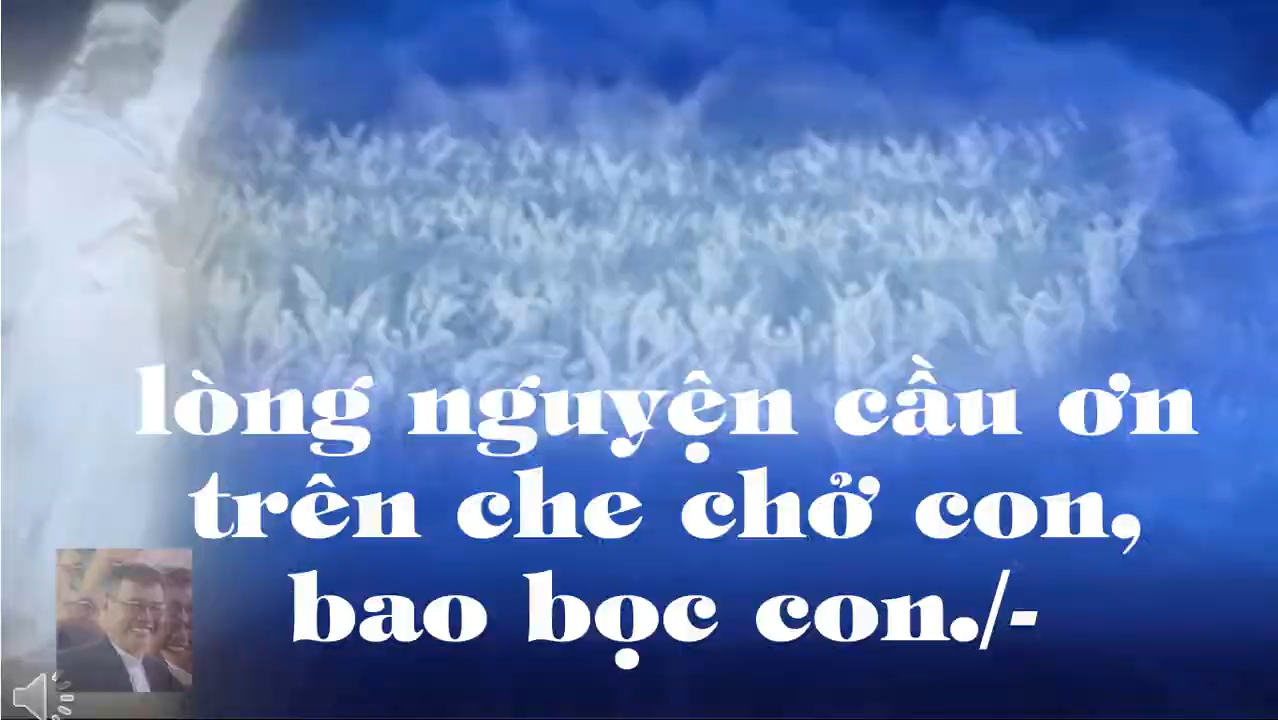 lòng nguyện cầu ơn
trên che chở con,
bao bọc con./-